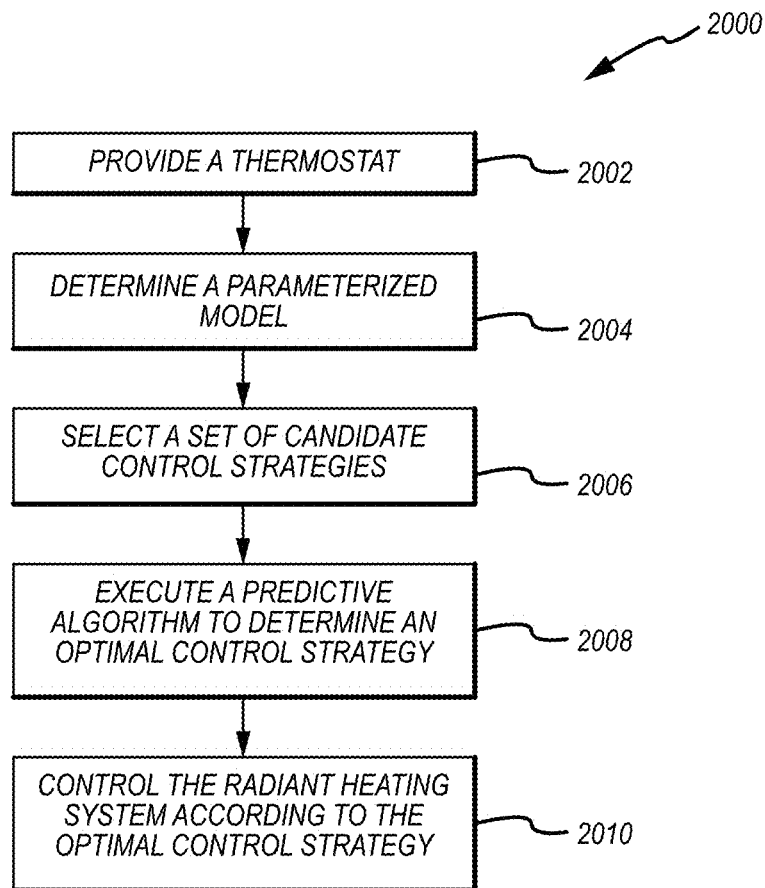 2000
PROVIDE A THERMOSTAT
2002
DETERMINE A PARAMETERIZED
MODEL
2004
SELECT A SET OF CANDIDATE
CONTROL STRATEGIES
2006
EXECUTE A PREDICTIVE
ALGORITHM TO DETERMINE AN
OPTIMAL CONTROL STRATEGY
2008
CONTROL THE RADIANT HEATING
SYSTEM ACCORDING TO THE
OPTIMAL CONTROL STRATEGY
2010